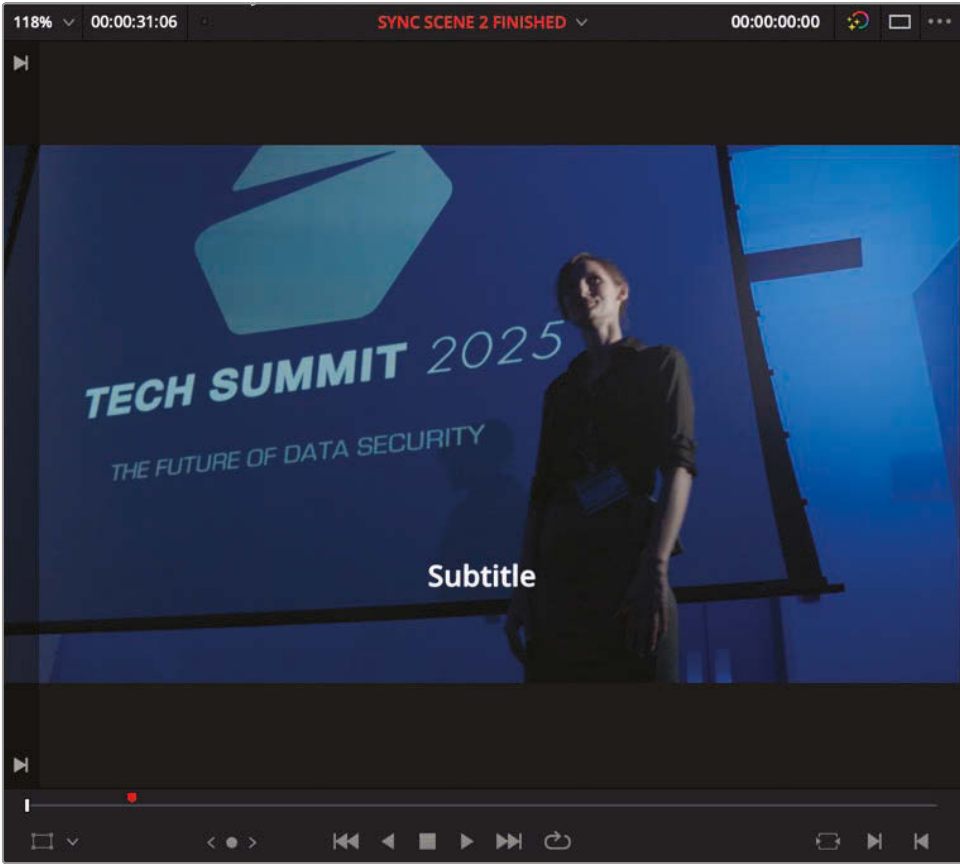 118% 00:00:31:06 SYNC SCENE 2 FINISHED 00:00:00:00
TECH SUMMIT 2025
THE FUTURE OF DATA SECURITY
Subtitle